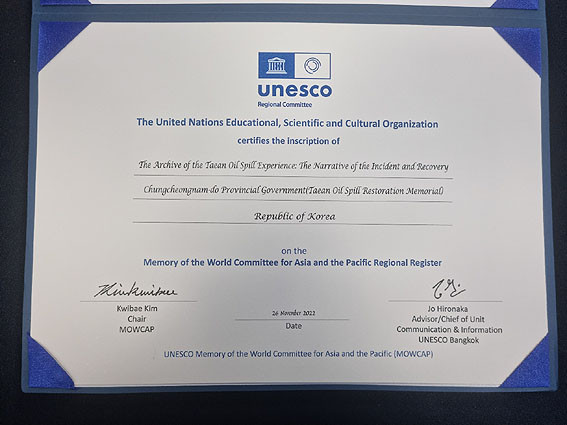 unesco
Regional Committee
The United Nations Educational, Scientific and Cultural Organization
certifies the inscription of
The Archive of the Taean Oil Spill Experience: The Narrative of the Incident and Recovery
Chungcheongnam-do Provincial Government(Taean Oil Spill Restoration Memorial)
Republic of Korea
on the
Memory of the World Committee for Asia and the Pacific Regional Register
Kwibae Kim
Chair
MOWCAP
26 November 2022
Date
Jo Hironaka
Advisor/Chief of Unit
Communication & Information
UNESCO Bangkok
UNESCO Memory of the World Committee for Asia and the Pacific (MOWCAP)